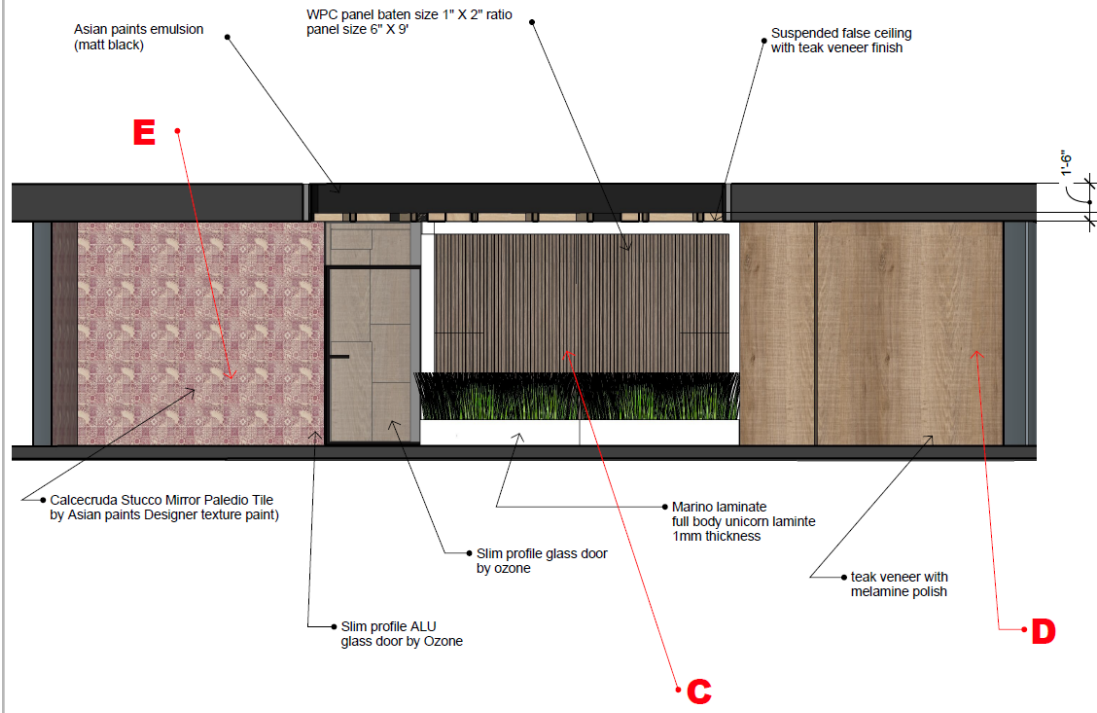 WPC panel baten size 1" X 2" ratio
panel size 6" X 9'
Asian paints emulsion
(matt black)
Suspended false ceiling
with teak veneer finish
E
1'-6"
Calcecruda Stucco Mirror Paledio Tile
by Asian paints Designer texture paint)
Marino laminate
full body unicorn laminte
1mm thickness
Slim profile glass door
by ozone
teak veneer with
melamine polish
Slim profile ALU
glass door by Ozone
D
C